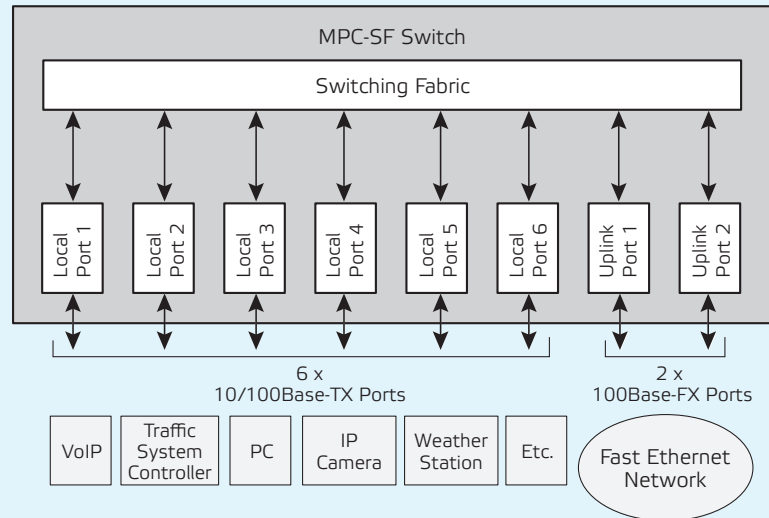 MPC-SF Switch
Switching Fabric
Local
Port 1
Local
Port 2
Local
Port 3
Local
Port 4
Local
Port 5
Local
Port 6
Uplink
Port 1
Uplink
Port 2
6 x
10/100Base-TX Ports
2 x
100Base-FX Ports
VoIP
Traffic
System
Controller
PC
IP
Camera
Weather
Station
Etc.
Fast Ethernet
Network